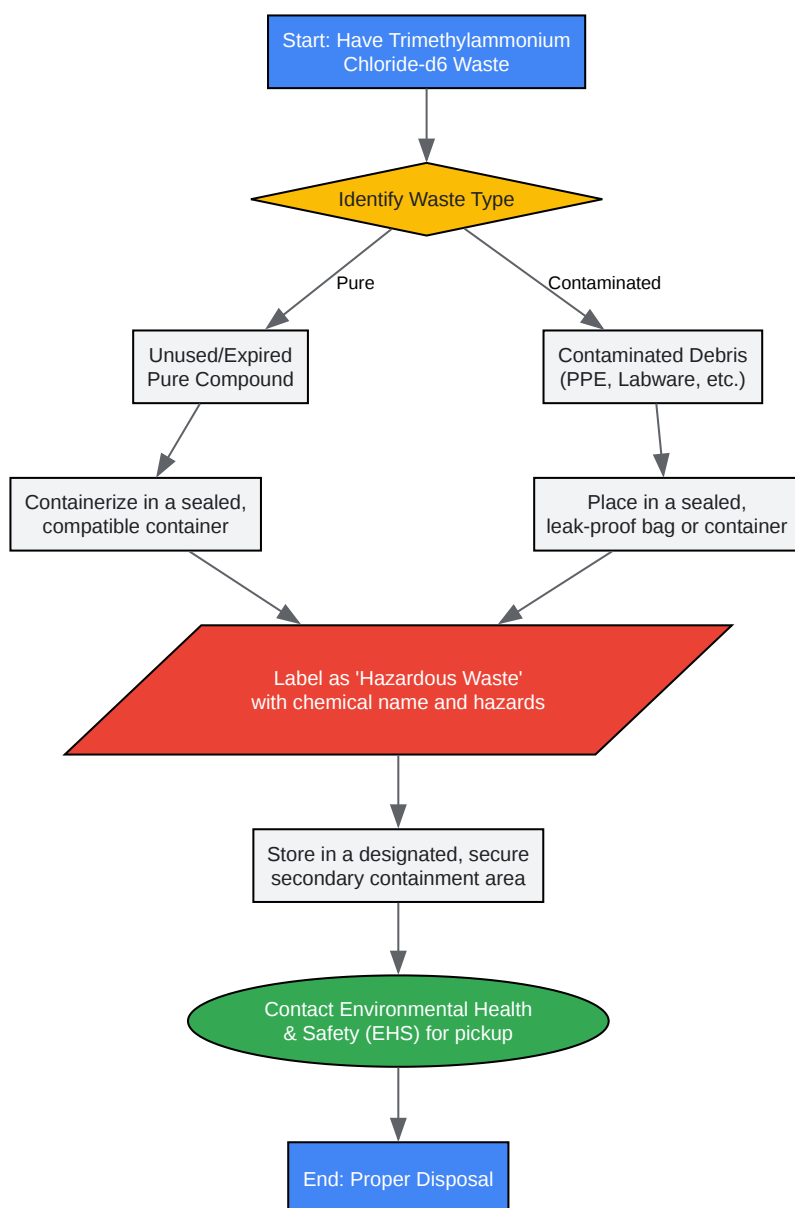 Start: Have Trimethylammonium
Chloride-d6 Waste
Identify Waste Type
Pure
Contaminated
Unused/Expired
Pure Compound
Contaminated Debris
(PPE, Labware, etc.)
Containerize in a sealed,
compatible container
Place in a sealed,
leak-proof bag or container
Label as 'Hazardous Waste'
with chemical name and hazards
Store in a designated, secure
secondary containment area
Contact Environmental Health
& Safety (EHS) for pickup
End: Proper Disposal